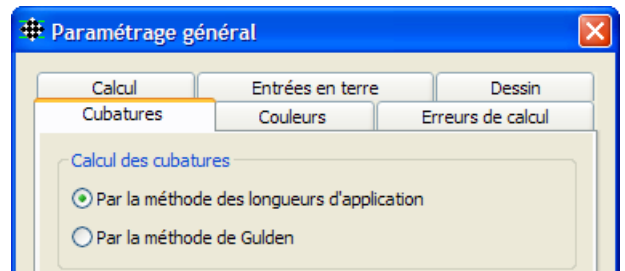 Paramétrage général
Calcul Entrées en terre Dessin
Cubatures Couleurs Erreurs de calcul
Calcul des cubatures
Par la méthode des longueurs d'application
Par la méthode de Gulden